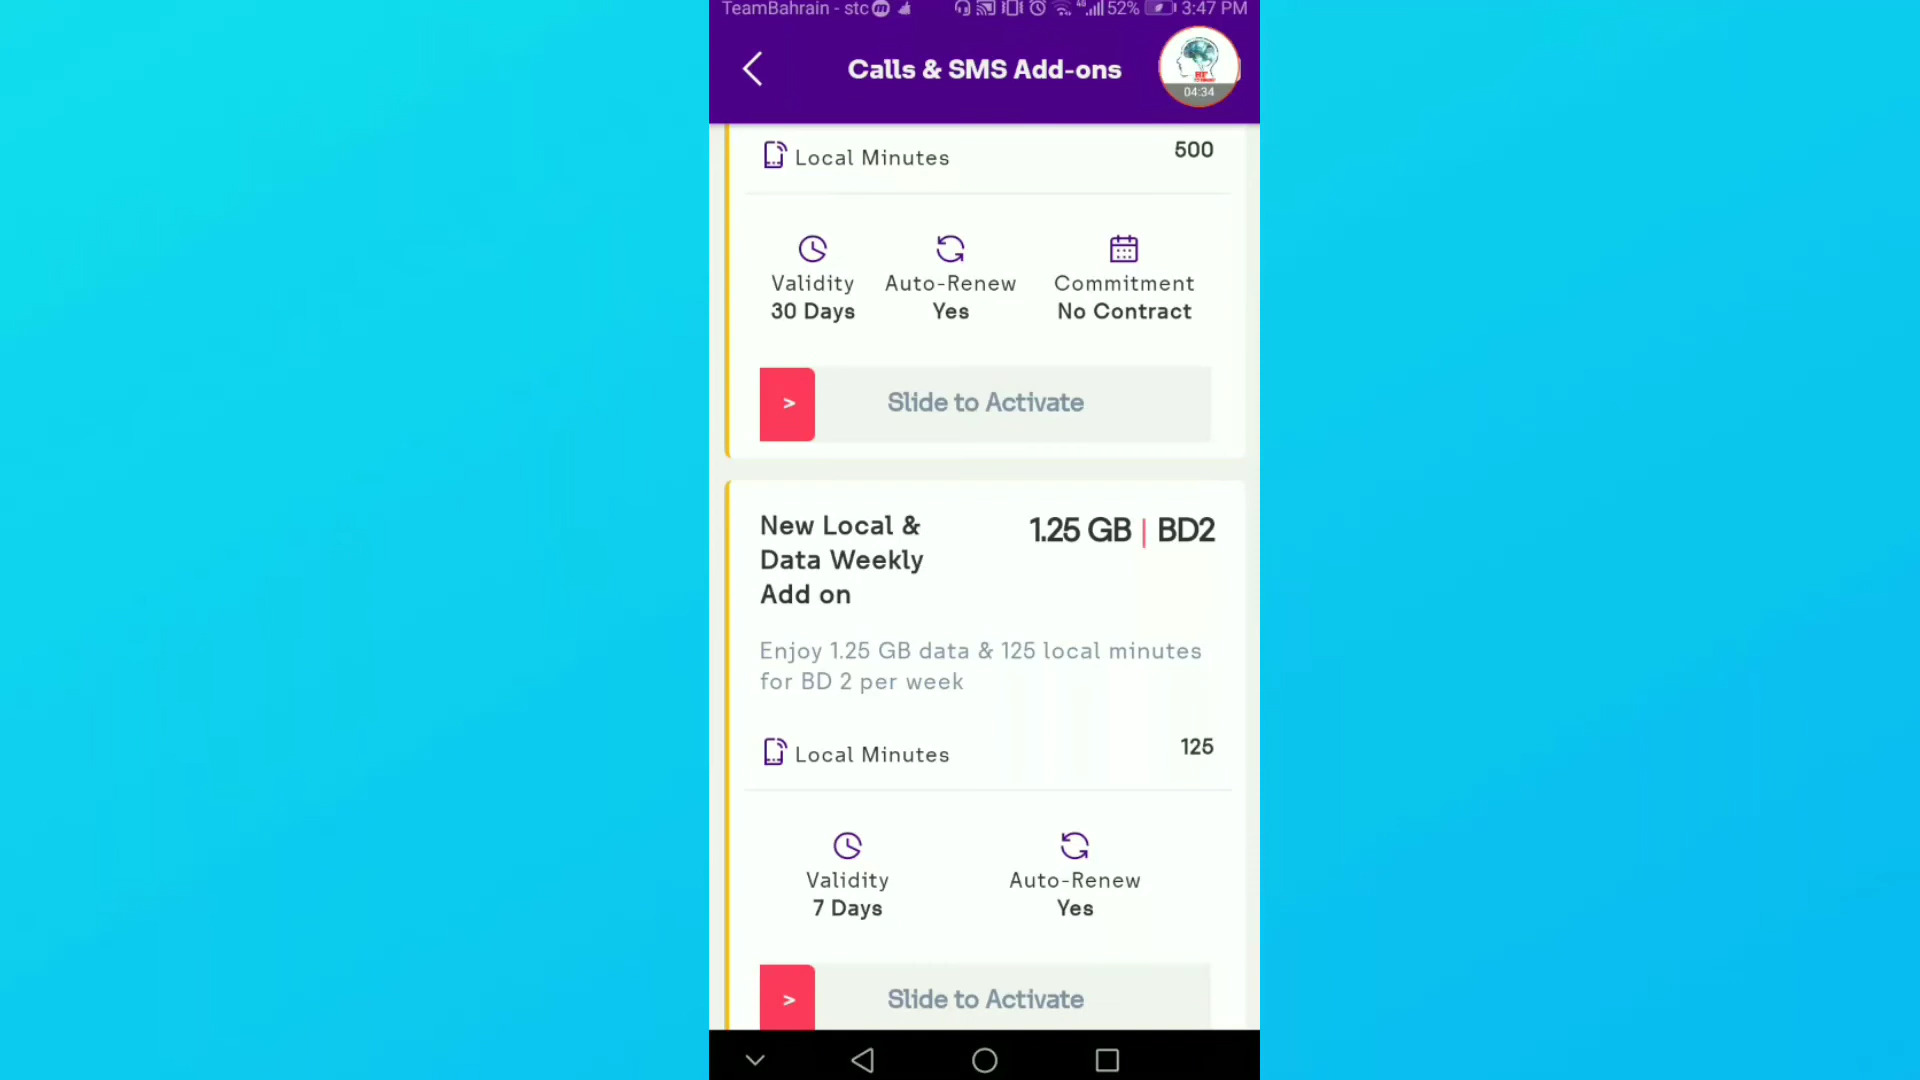 TeamBahrain - stc 52% 3:47 PM
Calls & SMS Add-ons
04:34
Local Minutes 500
Validity Auto-Renew Commitment
30 Days Yes No Contract
> Slide to Activate
New Local & 1.25 GB | BD2
Data Weekly
Add on
Enjoy 1.25 GB data & 125 local minutes
for BD 2 per week
Local Minutes 125
Validity Auto-Renew
7 Days Yes
> Slide to Activate